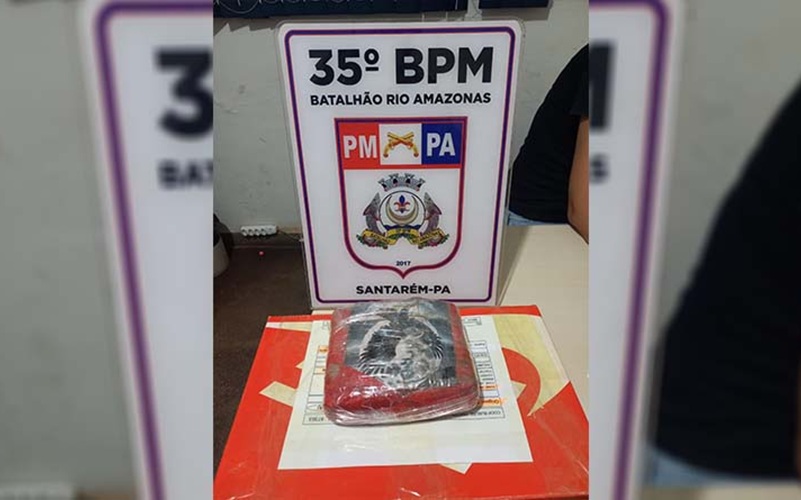 35º BPM
BATALHÃO RIO AMAZONAS
PM PA
2017
SANTARÉM-PA